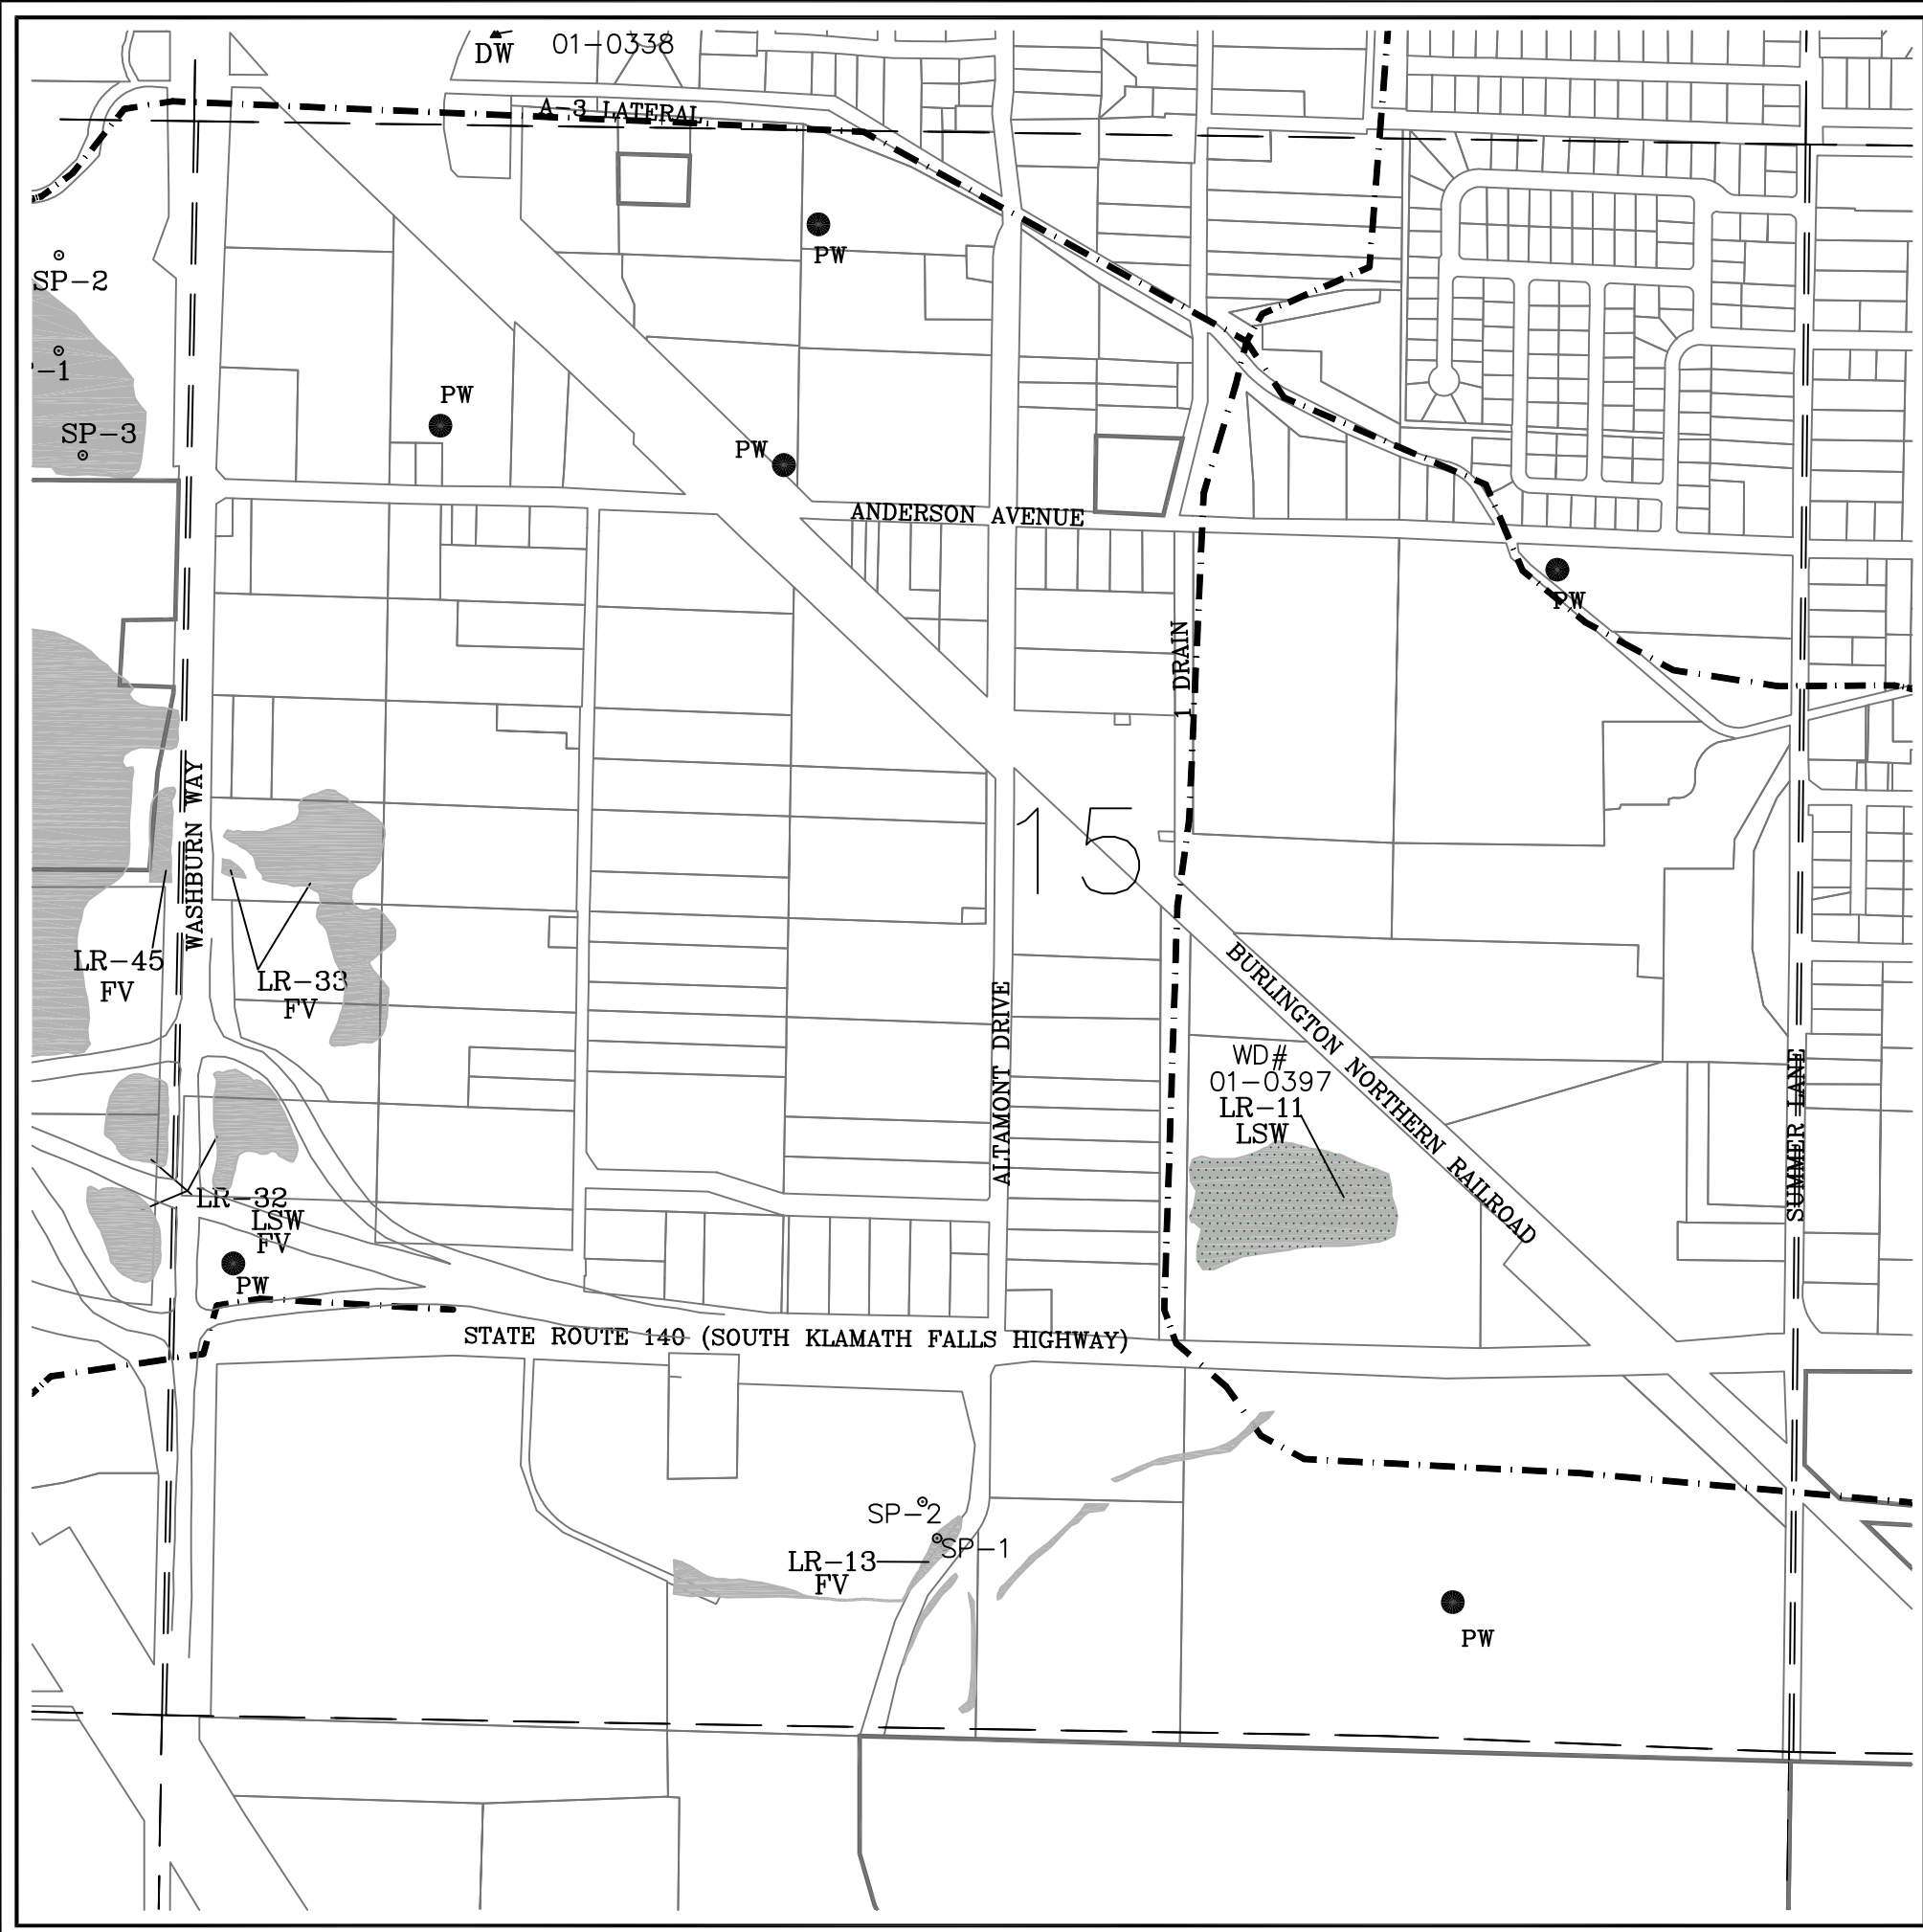 DW 01-0338
A-3 LATERAL
SP-2
PW
-1
PW
SP-3
PW
ANDERSON AVENUE
PW
1 DRAIN
WASHBURN WAY
15
LR-45
FV
LR-33
FV
BURLINGTON NORTHERN RAILROAD
ALTAMONT DRIVE
WD#
01-0397
LR-11
LSW
SUMMER LANE
LR-32
LSW
FV
PW
STATE ROUTE 140 (SOUTH KLAMATH FALLS HIGHWAY)
SP-2
SP-1
LR-13
FV
PW